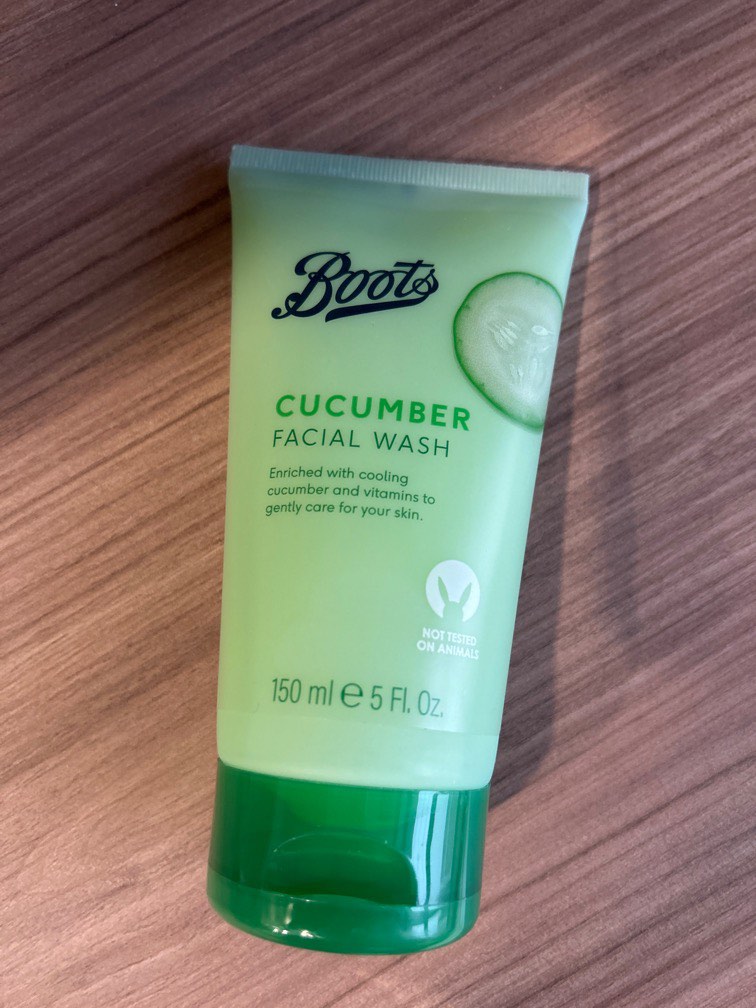 Boots
CUCUMBER
FACIAL WASH
Enriched with cooling
cucumber and vitamins to
gently care for your skin.
NOT TESTED
ON ANIMALS
150 ml ℮ 5 Fl. Oz.